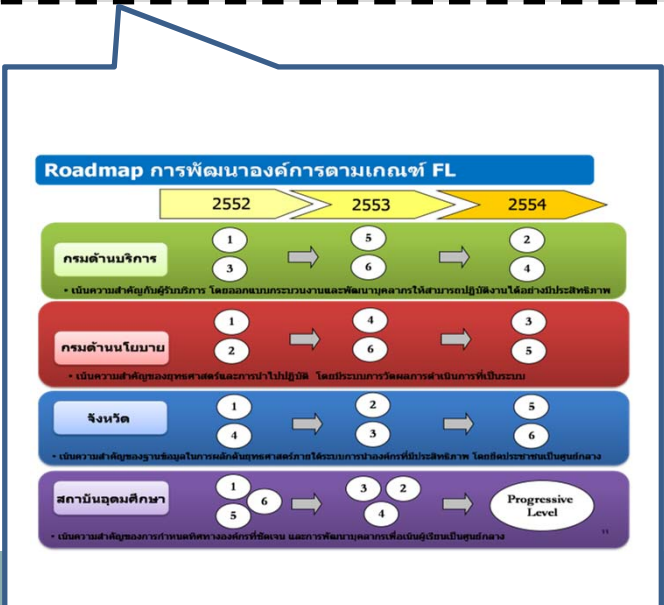 Roadmap การพัฒนาองค์การตามเกณฑ์ FL
2552 2553 2554
กรมด้านบริการ
1 5 2
3 6 4
• เน้นความสำคัญกับผู้รับบริการ โดยออกแบบกระบวนงานและพัฒนาบุคลากรให้สามารถปฏิบัติงานได้อย่างมีประสิทธิภาพ
กรมด้านนโยบาย
1 4 3
2 6 5
• เน้นความสำคัญของยุทธศาสตร์และการนำไปปฏิบัติ โดยมีระบบการวัดผลการดำเนินการที่เป็นระบบ
จังหวัด
1 2 5
4 3 6
• เน้นความสำคัญของฐานข้อมูลในการผลักดันยุทธศาสตร์ภายใต้ระบบการนำองค์กรที่มีประสิทธิภาพ โดยยึดประชาชนเป็นศูนย์กลาง
สถาบันอุดมศึกษา
1 6 5
3 2 4
Progressive
Level
• เน้นความสำคัญของการกำหนดทิศทางองค์กรที่ชัดเจน และการพัฒนาบุคลากรเพื่อเน้นผู้เรียนเป็นศูนย์กลาง